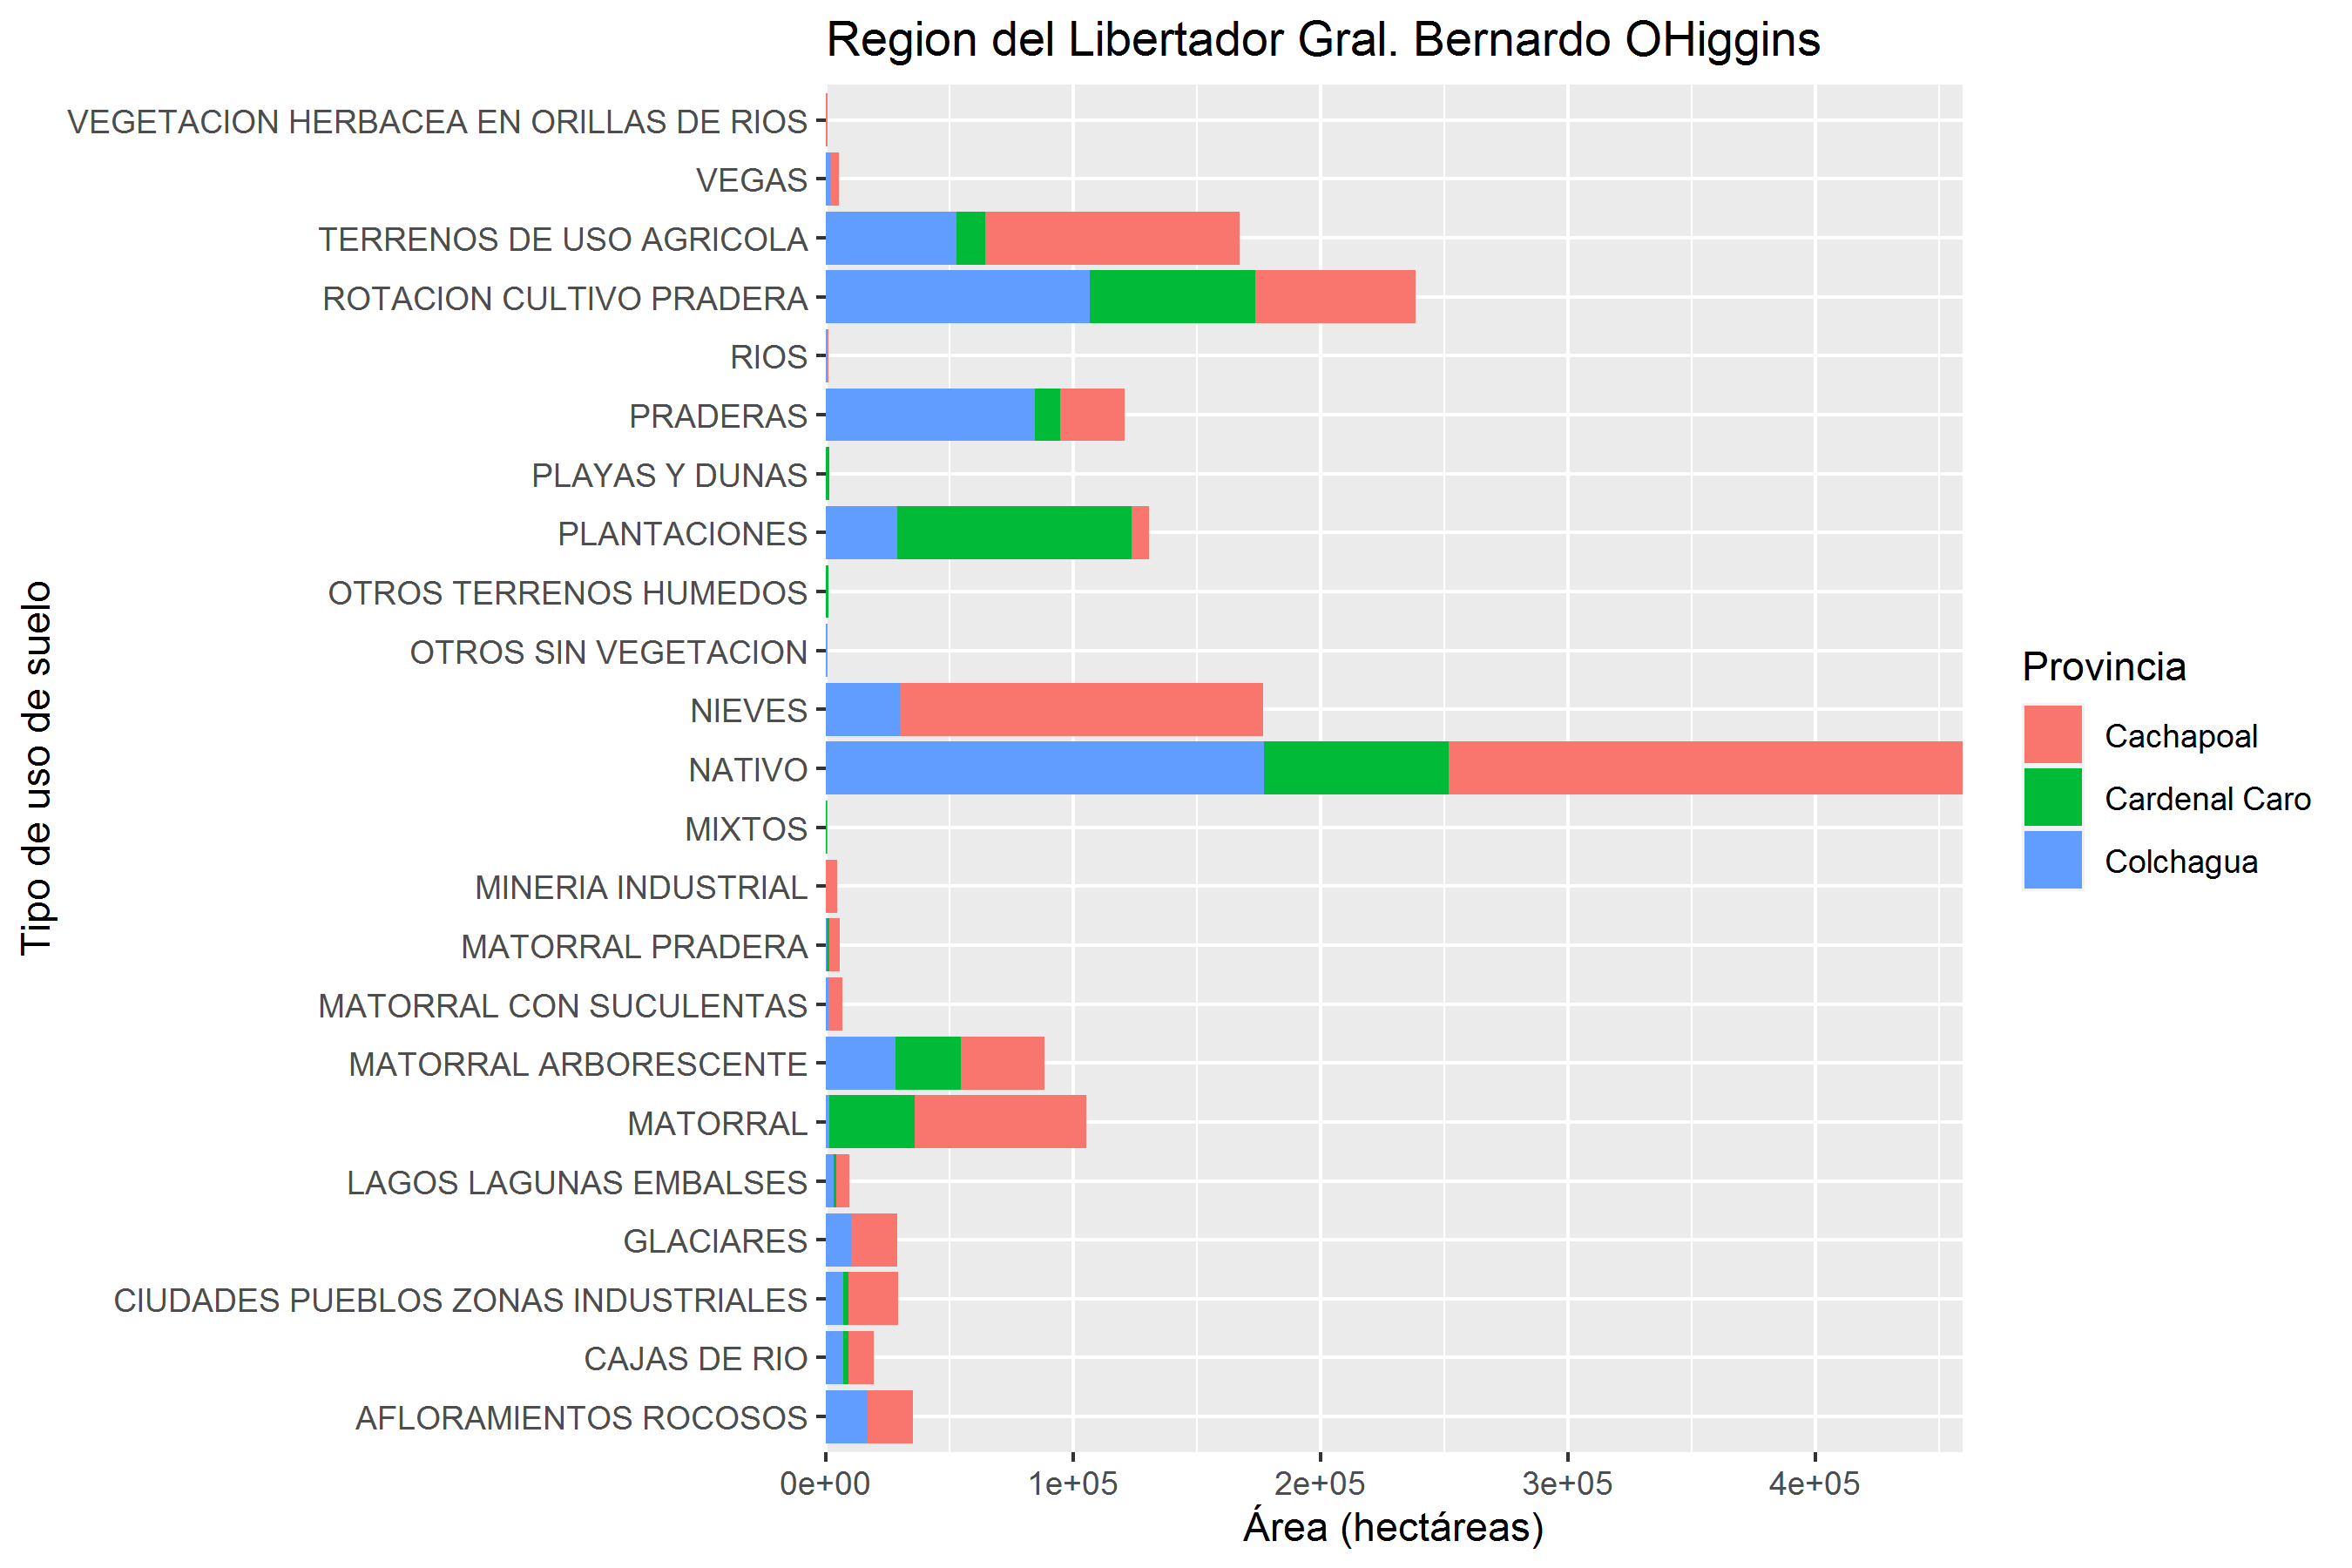 Region del Libertador Gral. Bernardo OHiggins
VEGETACION HERBACEA EN ORILLAS DE RIOS
VEGAS
TERRENOS DE USO AGRICOLA
ROTACION CULTIVO PRADERA
RIOS
PRADERAS
PLAYAS Y DUNAS
PLANTACIONES
OTROS TERRENOS HUMEDOS
OTROS SIN VEGETACION
NIEVES
NATIVO
MIXTOS
MINERIA INDUSTRIAL
MATORRAL PRADERA
MATORRAL CON SUCULENTAS
MATORRAL ARBORESCENTE
MATORRAL
LAGOS LAGUNAS EMBALSES
GLACIARES
CIUDADES PUEBLOS ZONAS INDUSTRIALES
CAJAS DE RIO
AFLORAMIENTOS ROCOSOS
Tipo de uso de suelo
0e+00 1e+05 2e+05 3e+05 4e+05
Área (hectáreas)
Provincia
Cachapoal
Cardenal Caro
Colchagua